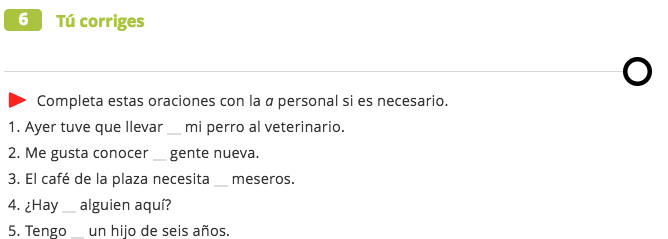 6 Tú corriges
Completa estas oraciones con la a personal si es necesario.
1. Ayer tuve que llevar __ mi perro al veterinario.
2. Me gusta conocer __ gente nueva.
3. El café de la plaza necesita __ meseros.
4. ¿Hay __ alguien aquí?
5. Tengo __ un hijo de seis años.